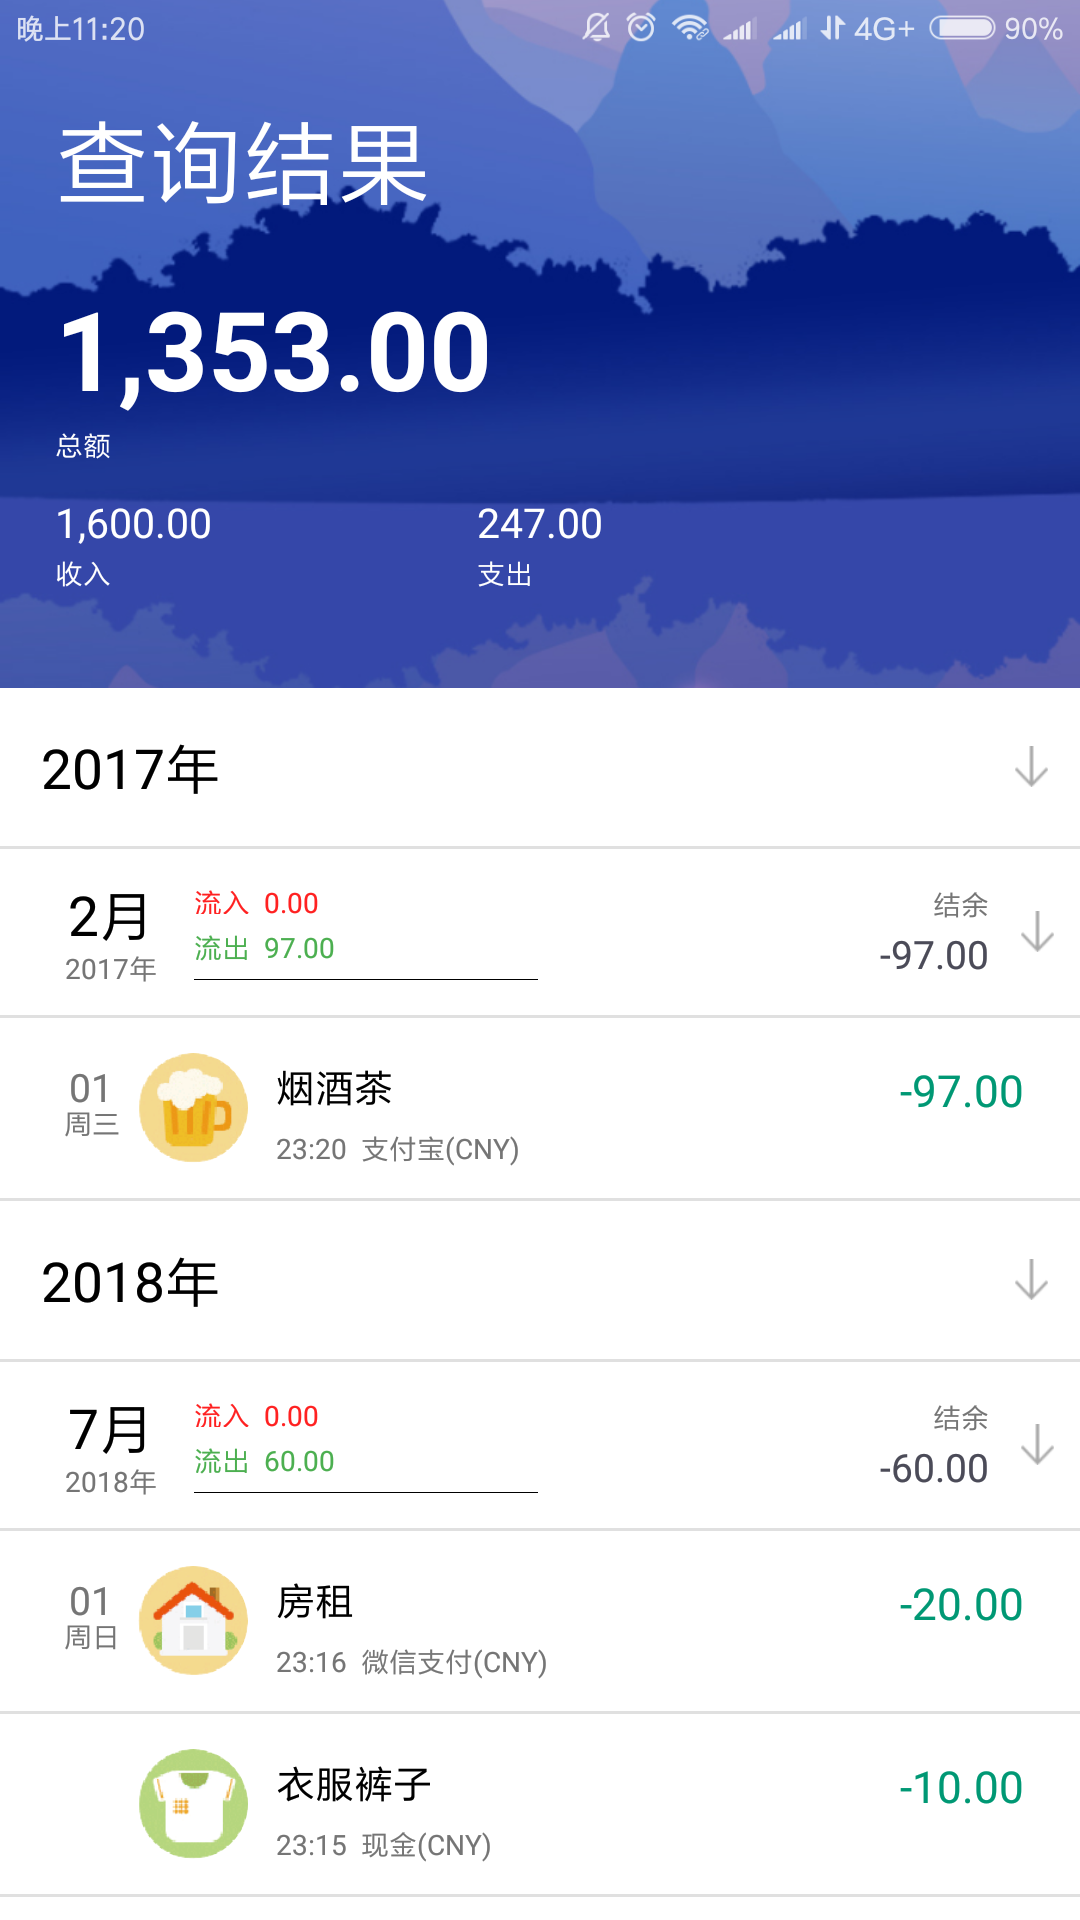 晚上11:20 4G+ 90%
查询结果
1,353.00
总额
1,600.00 247.00
收入 支出
2017年
2月 流入 0.00 结余
2017年 流出 97.00 -97.00
01 烟酒茶 -97.00
周三 23:20 支付宝(CNY)
2018年
7月 流入 0.00 结余
2018年 流出 60.00 -60.00
01 房租 -20.00
周日 23:16 微信支付(CNY)
衣服裤子 -10.00
23:15 现金(CNY)